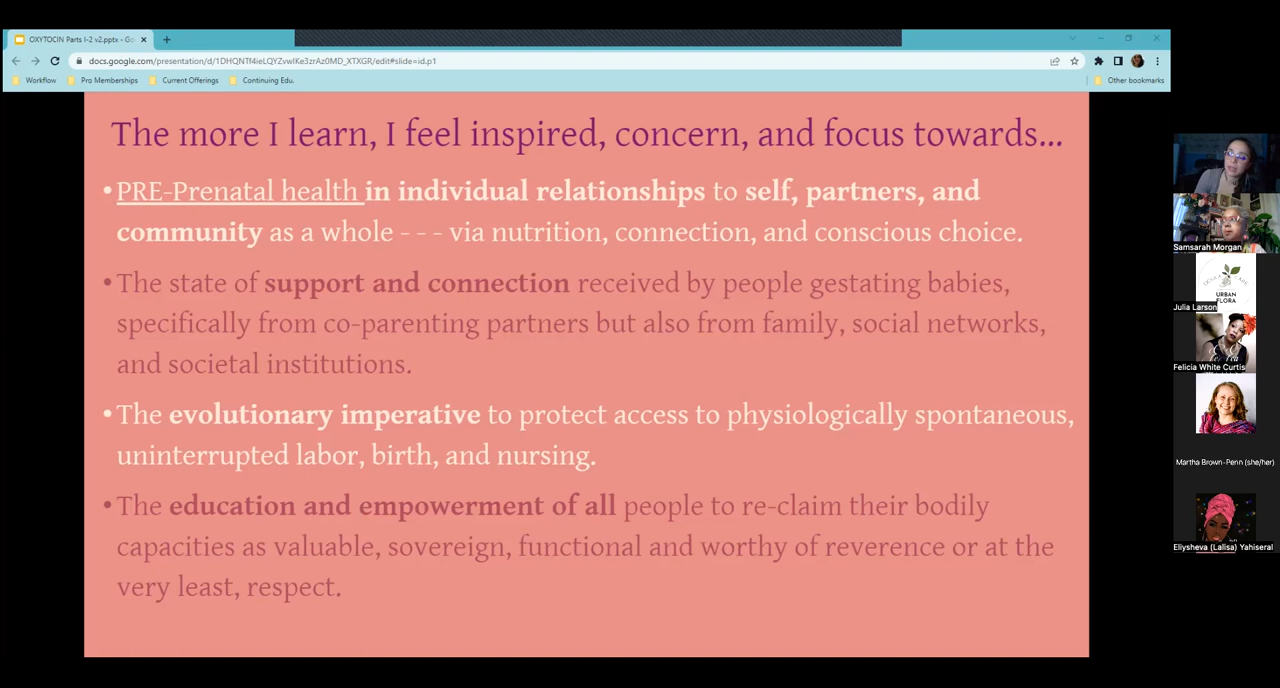 OXYTOCIN Parts I-2 v2.pptx - Go
docs.google.com/presentation/d/1DHQNTf4ieLQYZvwlKe3zrAz0MD_XTXGR/edit#slide=id.p1
Workflow Pro Memberships Current Offerings Continuing Edu. Other bookmarks
The more I learn, I feel inspired, concern, and focus towards...
•PRE-Prenatal health in individual relationships to self, partners, and
community as a whole - - - via nutrition, connection, and conscious choice.
•The state of support and connection received by people gestating babies,
specifically from co-parenting partners but also from family, social networks,
and societal institutions.
•The evolutionary imperative to protect access to physiologically spontaneous,
uninterrupted labor, birth, and nursing.
•The education and empowerment of all people to re-claim their bodily
capacities as valuable, sovereign, functional and worthy of reverence or at the
very least, respect.
Samsarah Morgan
URBAN
FLORA
Julia Larson
Felicia White Curtis
Martha Brown-Penn (she/her)
Eliysheva (Lalisa) Yahiseral